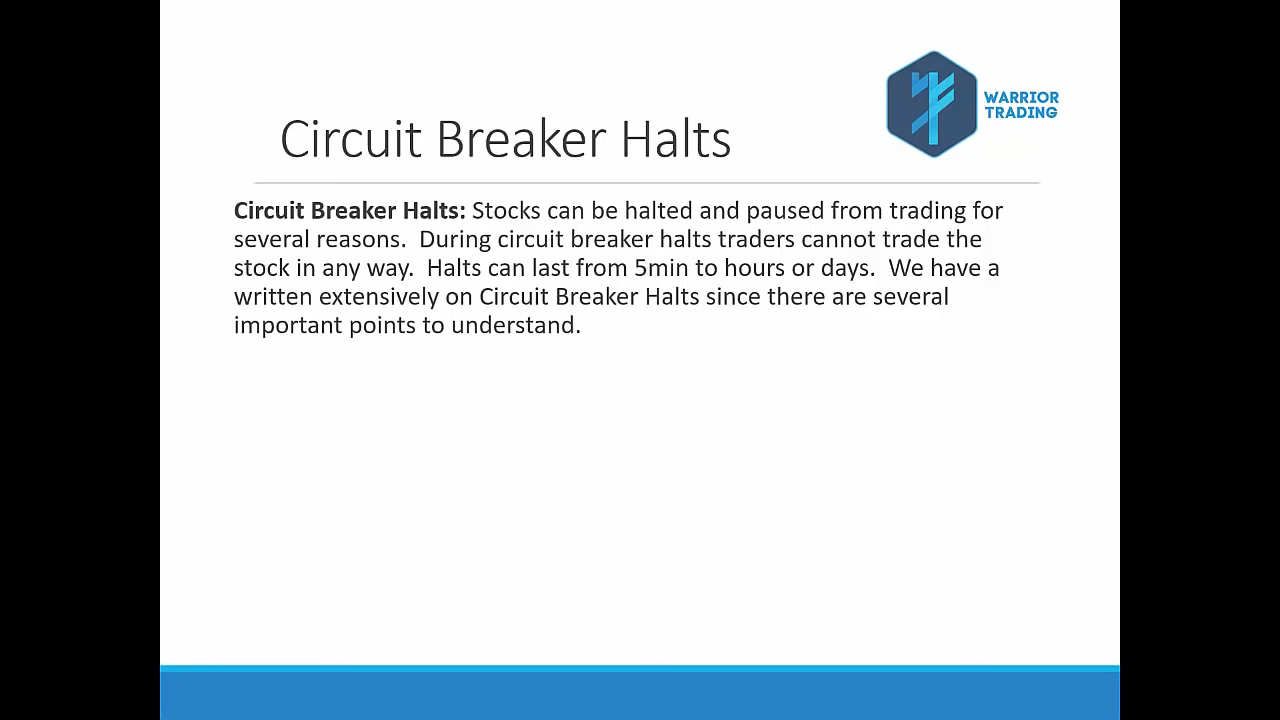 WARRIOR
TRADING
Circuit Breaker Halts
Circuit Breaker Halts: Stocks can be halted and paused from trading for
several reasons.  During circuit breaker halts traders cannot trade the
stock in any way.  Halts can last from 5min to hours or days.  We have a
written extensively on Circuit Breaker Halts since there are several
important points to understand.